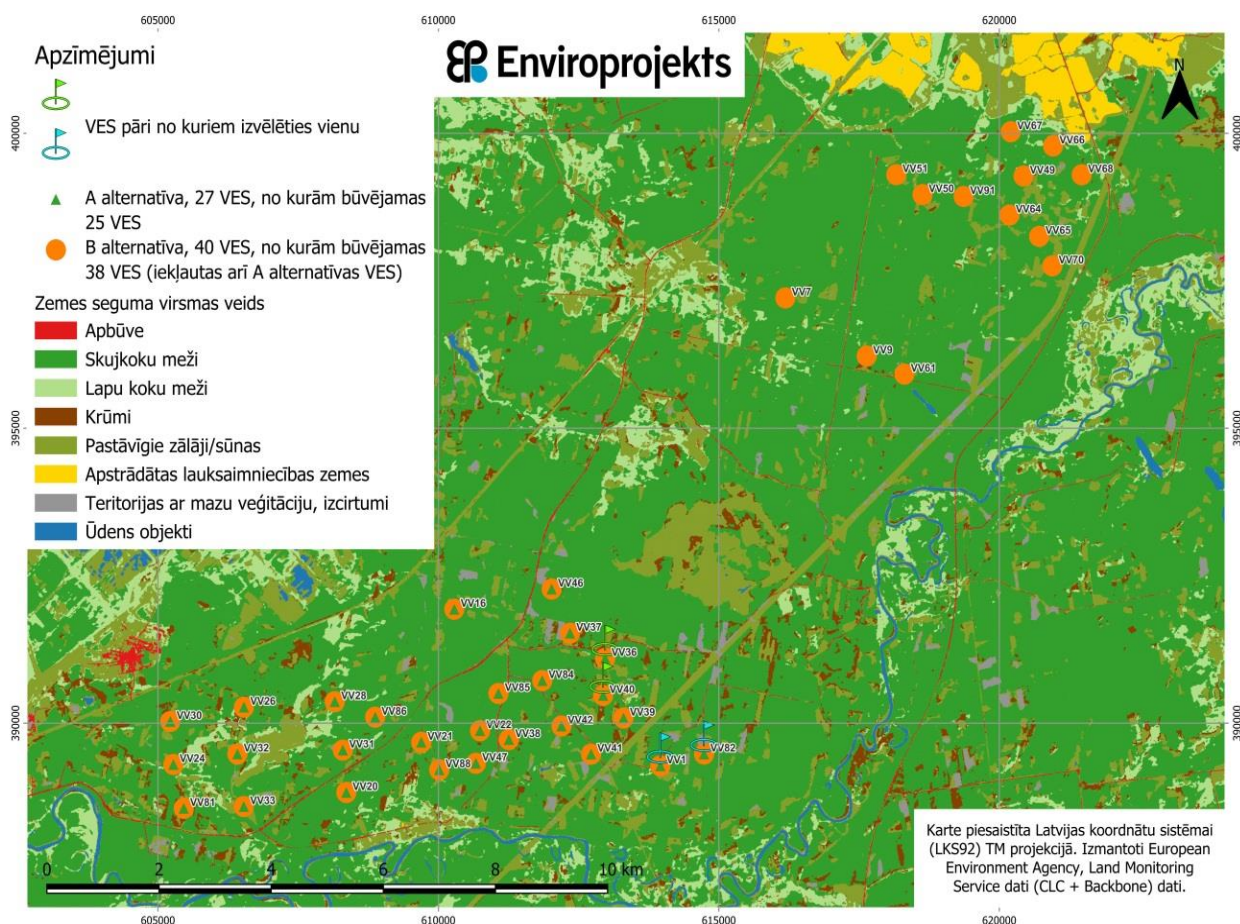 605000 610000 615000 620000
Apzīmējumi
Enviroprojekts
N
VES pāri no kuriem izvēlēties vienu
A alternatīva, 27 VES, no kurām būvējamas
25 VES
B alternatīva, 40 VES, no kurām būvējamas
38 VES (iekļautas arī A alternatīvas VES)
Zemes seguma virsmas veids
Apbūve
Skujkoku meži
Lapu koku meži
Krūmi
Pastāvīgie zālāji/sūnas
Apstrādātas lauksaimniecības zemes
Teritorijas ar mazu veģitāciju, izcirtumi
Ūdens objekti
400000 400000
395000 395000
390000 390000
VV67
VV66
VV51
VV49
VV68
VV50
VV91
VV64
VV65
VV70
VV7
VV9
VV61
VV46
VV16
VV37
VV36
VV84
VV85
VV40
VV28
VV26
VV86
VV30
VV39
VV42
VV22
VV38
VV21
VV31
VV32
VV41
VV82
VV24
VV47
VV1
VV88
VV20
VV81
VV33
0 2 4 6 8 10 km
Karte piesaistīta Latvijas koordnātu sistēmai
(LKS92) TM projekcijā. Izmantoti European
Environment Agency, Land Monitoring
Service dati (CLC + Backbone) dati.
605000 610000 615000 620000